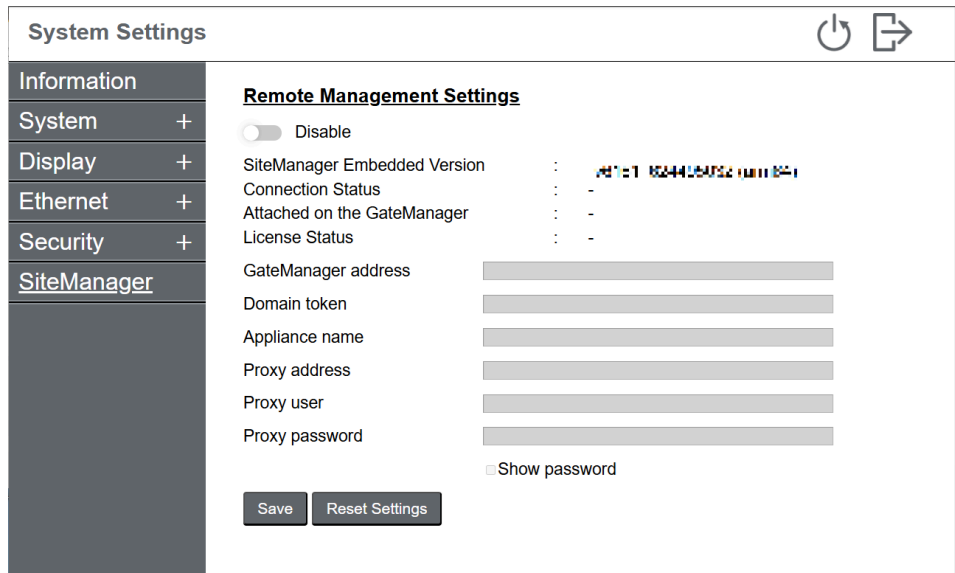 System Settings
Information
System +
Display +
Ethernet +
Security +
SiteManager
Remote Management Settings
Disable
SiteManager Embedded Version :
Connection Status : -
Attached on the GateManager : -
License Status : -
GateManager address
Domain token
Appliance name
Proxy address
Proxy user
Proxy password
Show password
Save Reset Settings